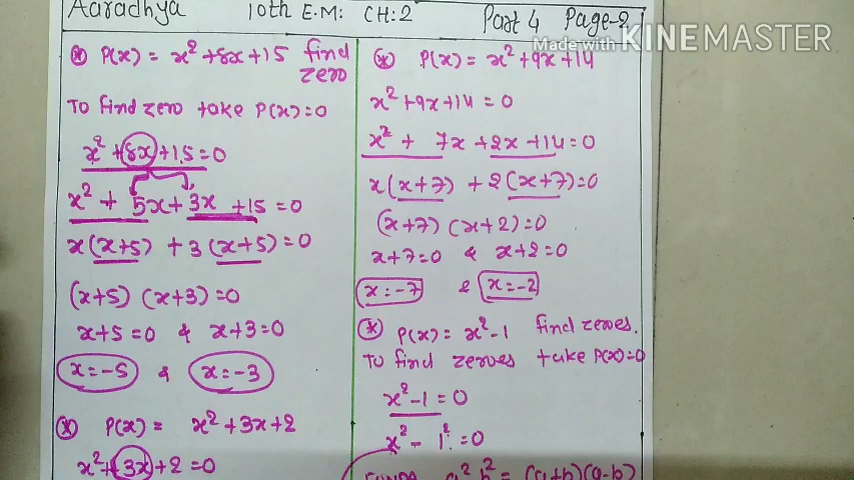 Aaradhya 10th E.M: CH:2 Part 4 Page-2
Made with KINEMASTER
P(x) = x² + 8x + 15 find zero
To find zero take P(x)=0
x² + 8x + 15 = 0
x² + 5x + 3x + 15 = 0
x(x+5) + 3(x+5) = 0
(x+5) (x+3) = 0
x+5 = 0 & x+3 = 0
x = -5 & x = -3
P(x) = x² + 3x + 2
x² + 3x + 2 = 0
P(x) = x² + 9x + 14
x² + 9x + 14 = 0
x² + 7x + 2x + 14 = 0
x(x+7) + 2(x+7) = 0
(x+7) (x+2) = 0
x+7 = 0 & x+2 = 0
x = -7 & x = -2
P(x) = x² - 1 find zeroes.
To find zeroes take P(x)=0
x² - 1 = 0
x² - 1² = 0
a² b² = (a+b)(a-b)